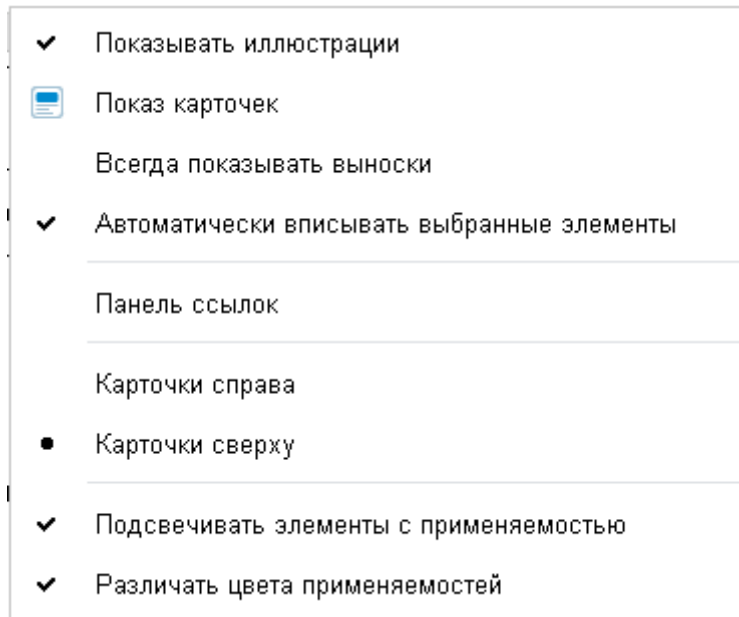 Показывать иллюстрации
Показ карточек
Всегда показывать выноски
Автоматически вписывать выбранные элементы
Панель ссылок
Карточки справа
Карточки сверху
Подсвечивать элементы с применяемостью
Различать цвета применяемостей